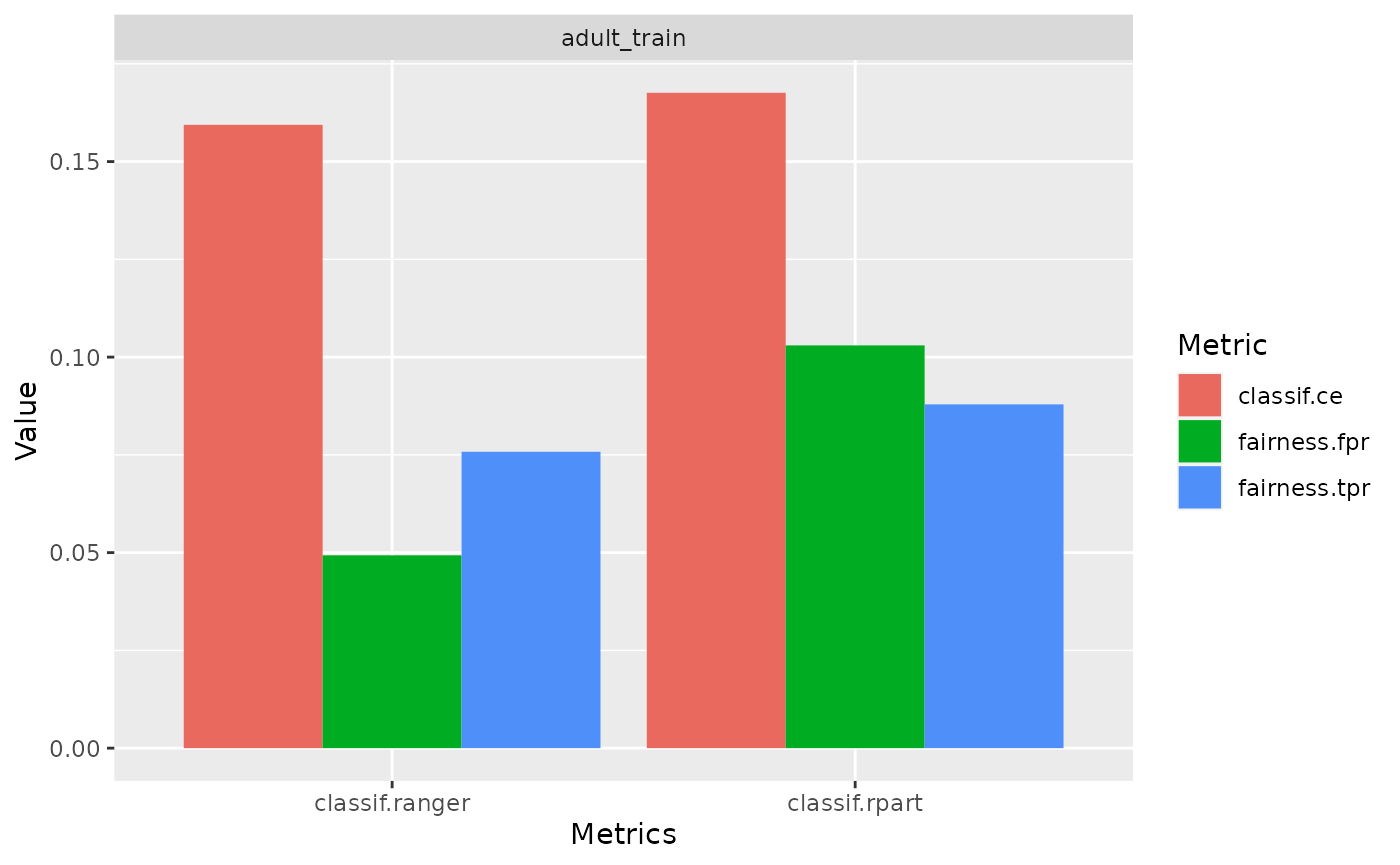 adult_train
Value
0.15
0.10
0.05
0.00
classif.ranger
classif.rpart
Metrics
Metric
classif.ce
fairness.fpr
fairness.tpr